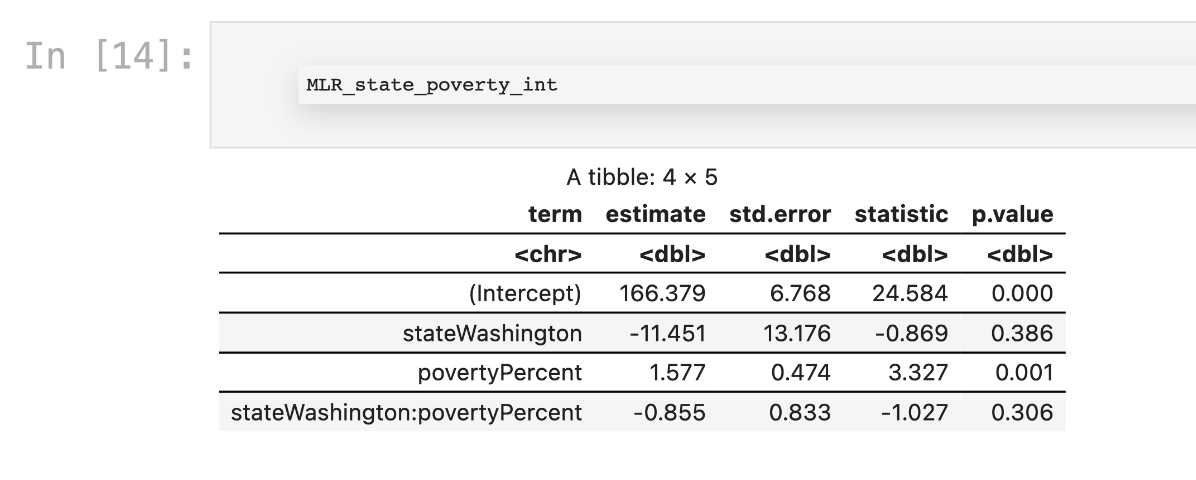 In [14]:
MLR_state_poverty_int
A tibble: 4 × 5
term estimate std.error statistic p.value
<chr> <dbl> <dbl> <dbl> <dbl>
(Intercept) 166.379 6.768 24.584 0.000
stateWashington -11.451 13.176 -0.869 0.386
povertyPercent 1.577 0.474 3.327 0.001
stateWashington:povertyPercent -0.855 0.833 -1.027 0.306